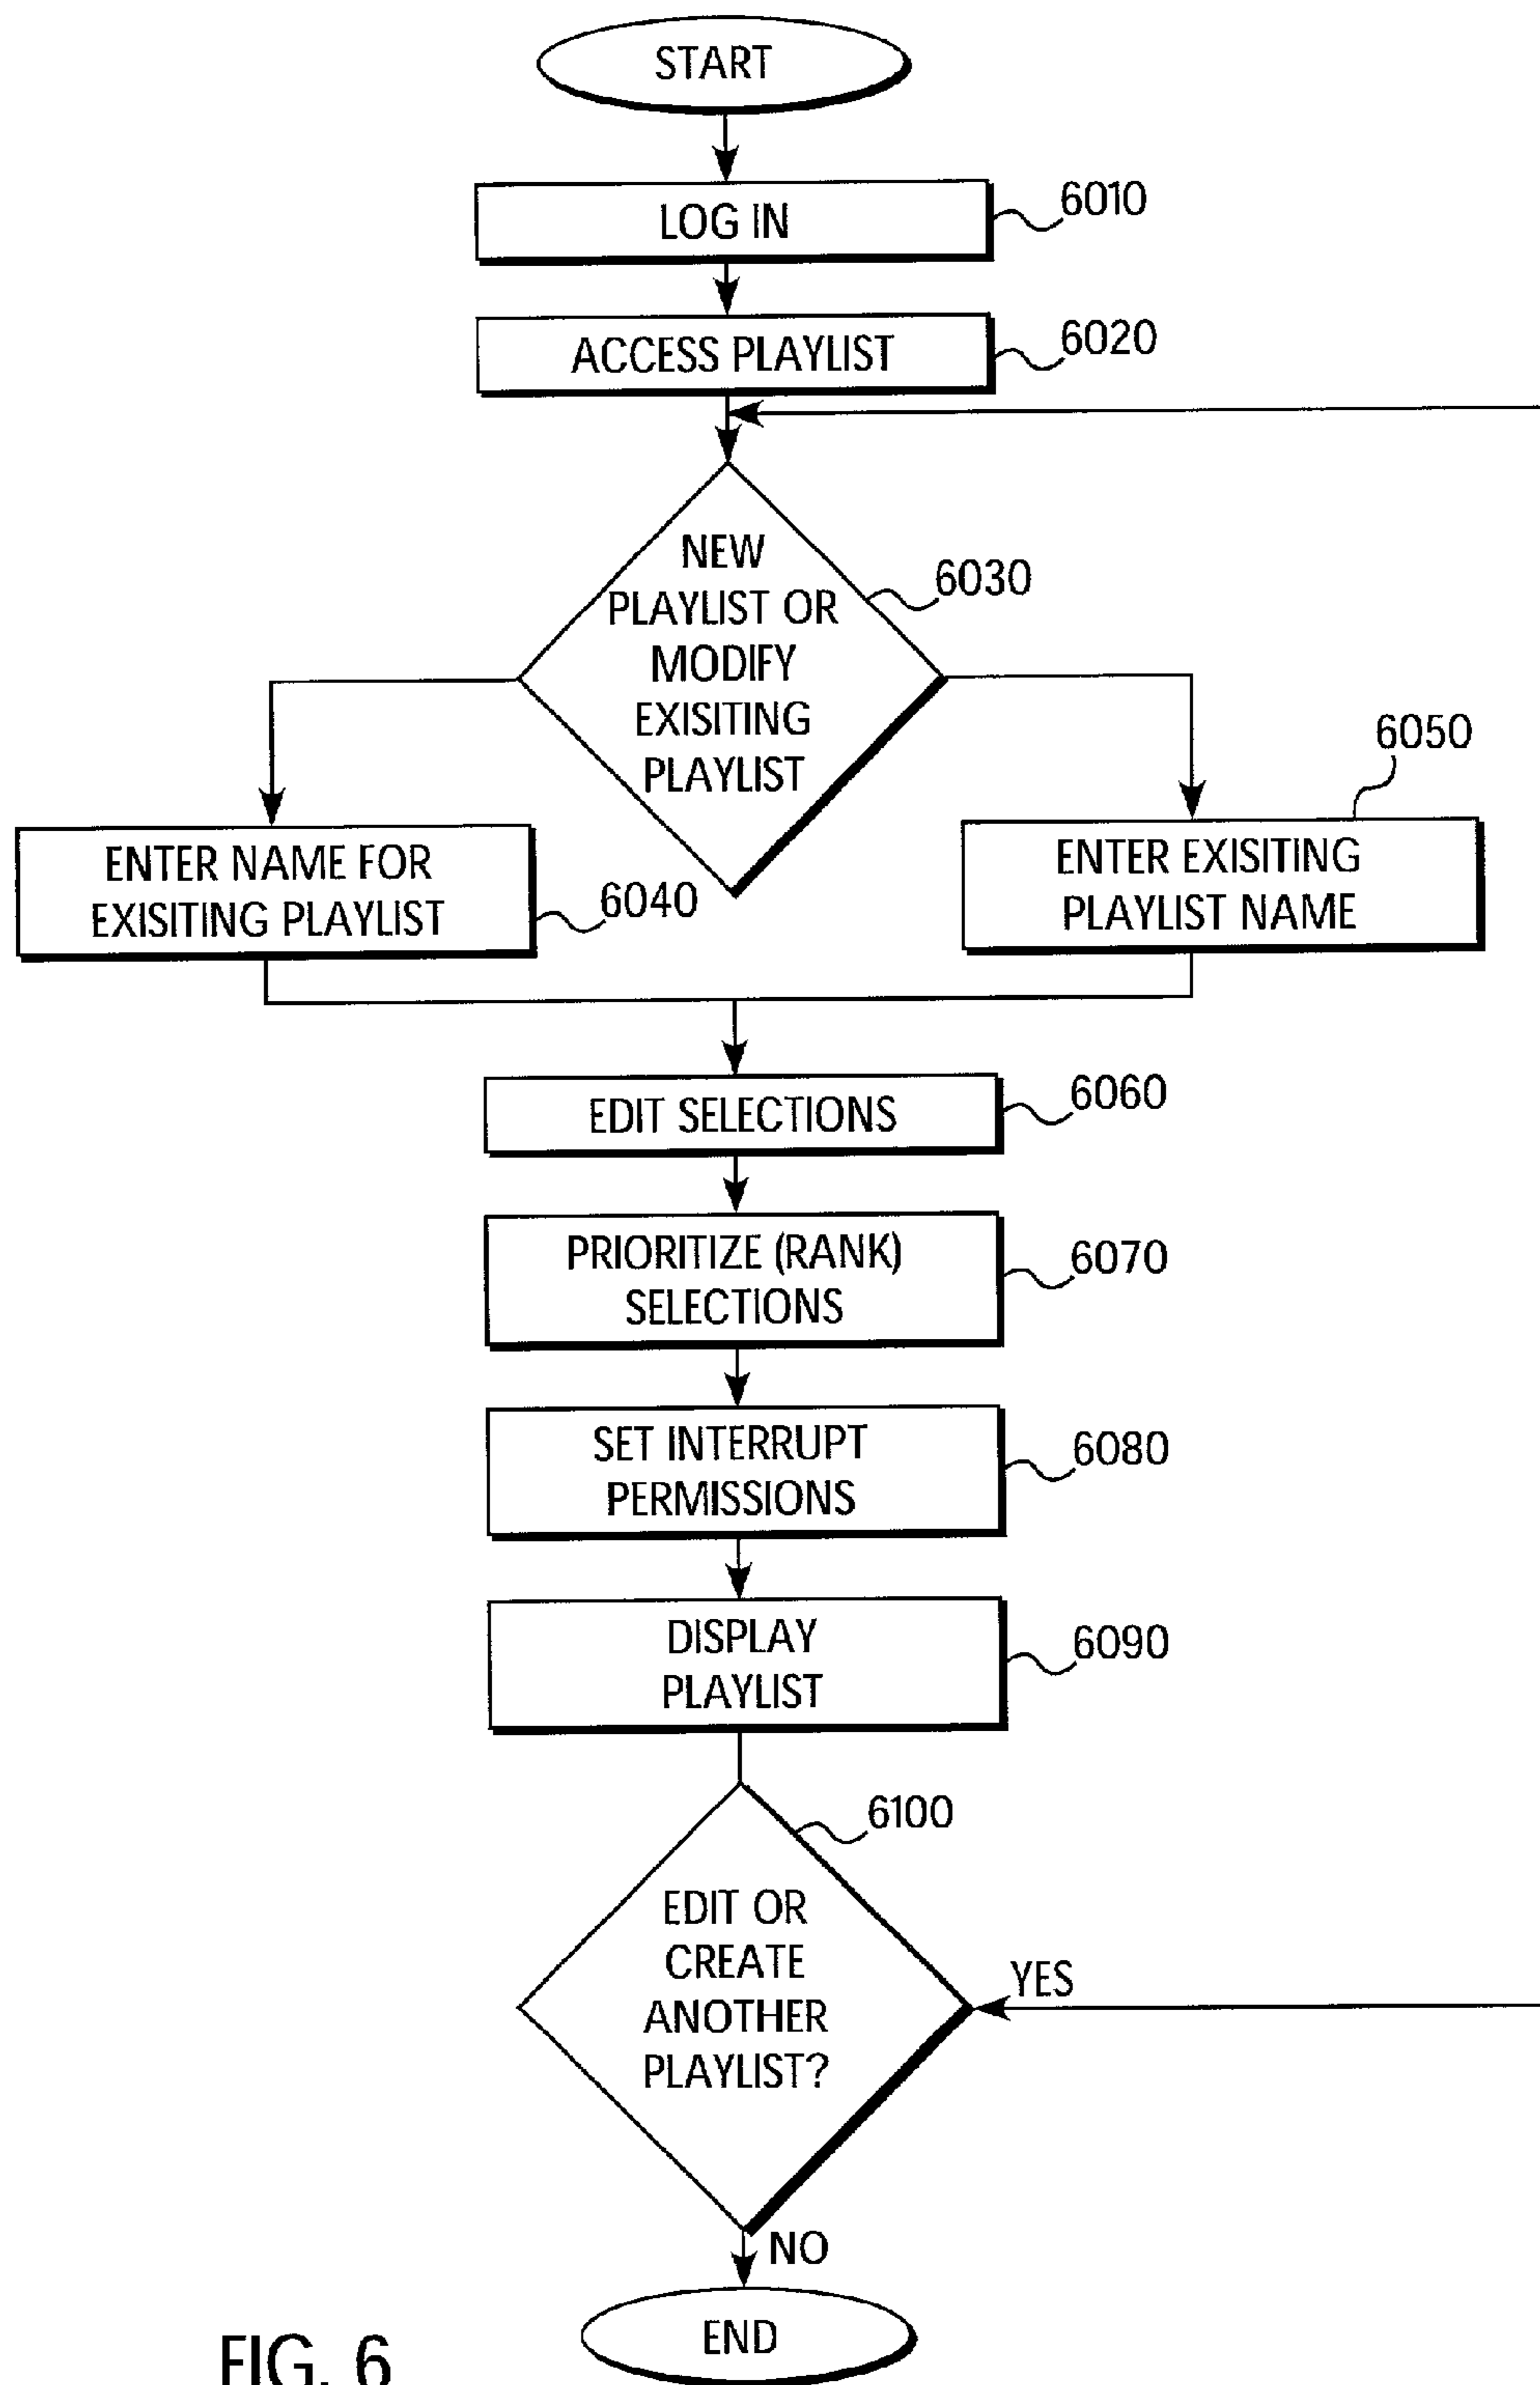 START
LOG IN
6010
ACCESS PLAYLIST
6020
NEW
PLAYLIST OR
MODIFY
EXISITING
PLAYLIST
6030
ENTER NAME FOR
EXISITING PLAYLIST
6040
6050
ENTER EXISITING
PLAYLIST NAME
EDIT SELECTIONS
6060
PRIORITIZE (RANK)
SELECTIONS
6070
SET INTERRUPT
PERMISSIONS
6080
DISPLAY
PLAYLIST
6090
6100
EDIT OR
CREATE
ANOTHER
PLAYLIST?
YES
NO
END
FIG. 6